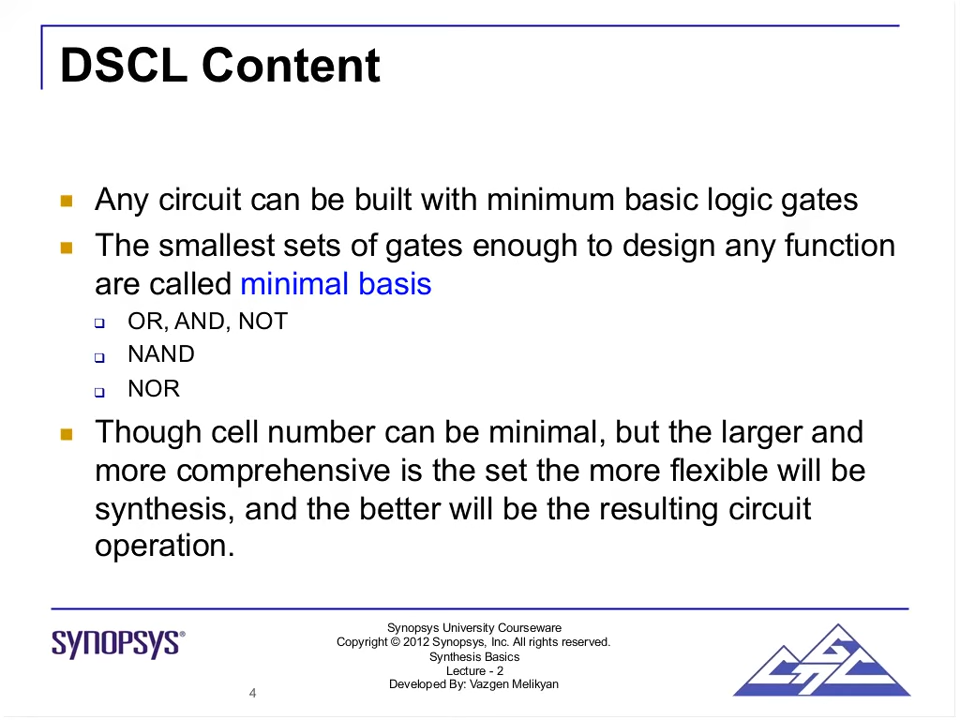 DSCL Content
Any circuit can be built with minimum basic logic gates
The smallest sets of gates enough to design any function
are called minimal basis
OR, AND, NOT
NAND
NOR
Though cell number can be minimal, but the larger and
more comprehensive is the set the more flexible will be
synthesis, and the better will be the resulting circuit
operation.
SYNOPSYS®
Synopsys University Courseware
Copyright © 2012 Synopsys, Inc. All rights reserved.
Synthesis Basics
Lecture - 2
Developed By: Vazgen Melikyan
4